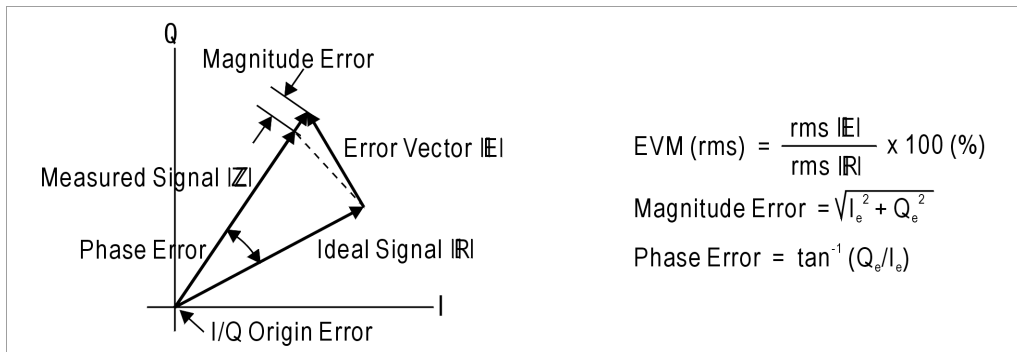 Q
Magnitude Error
Error Vector |𝔼|
Measured Signal |ℤ|
Phase Error
Ideal Signal |ℝ|
I
I/Q Origin Error
EVM (rms) = rms |𝔼| / rms |ℝ| x 100 (%)
Magnitude Error = √(Iₑ² + Qₑ²)
Phase Error = tan⁻¹ (Qₑ/Iₑ)